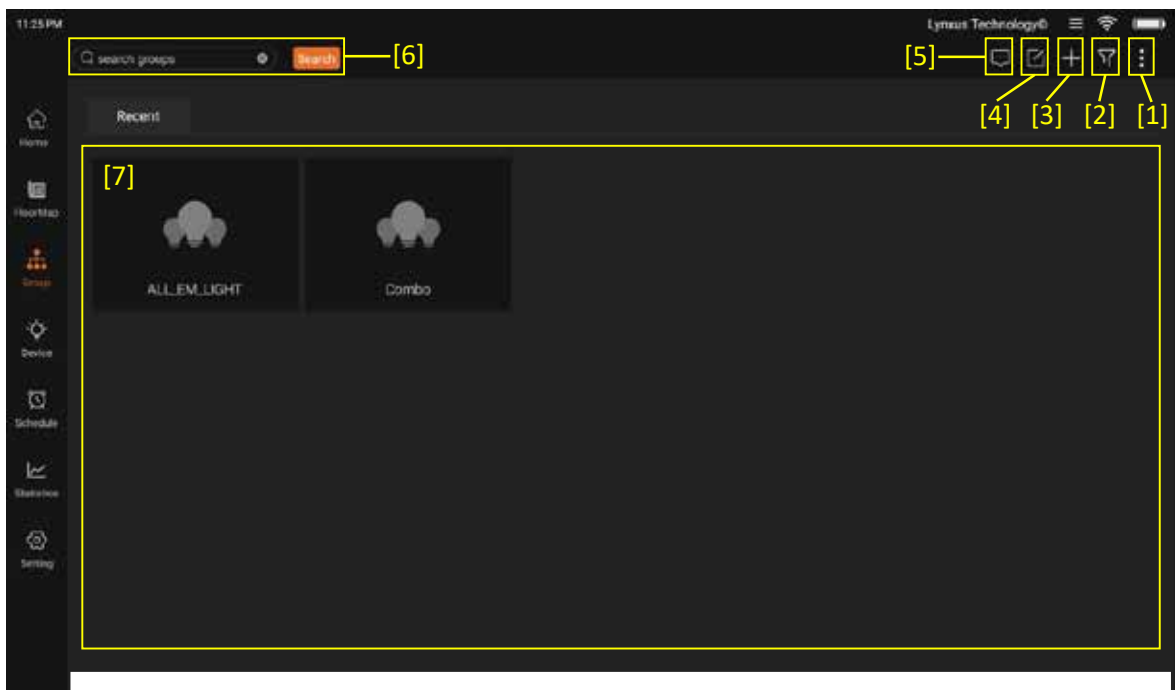 11:25 PM
Lynxus Technology©
search groups
Search
[6]
[5]
[4]
[3]
[2]
[1]
Recent
[7]
ALL_EM_LIGHT
Combo
Home
FloorMap
Group
Device
Schedule
Statistics
Setting